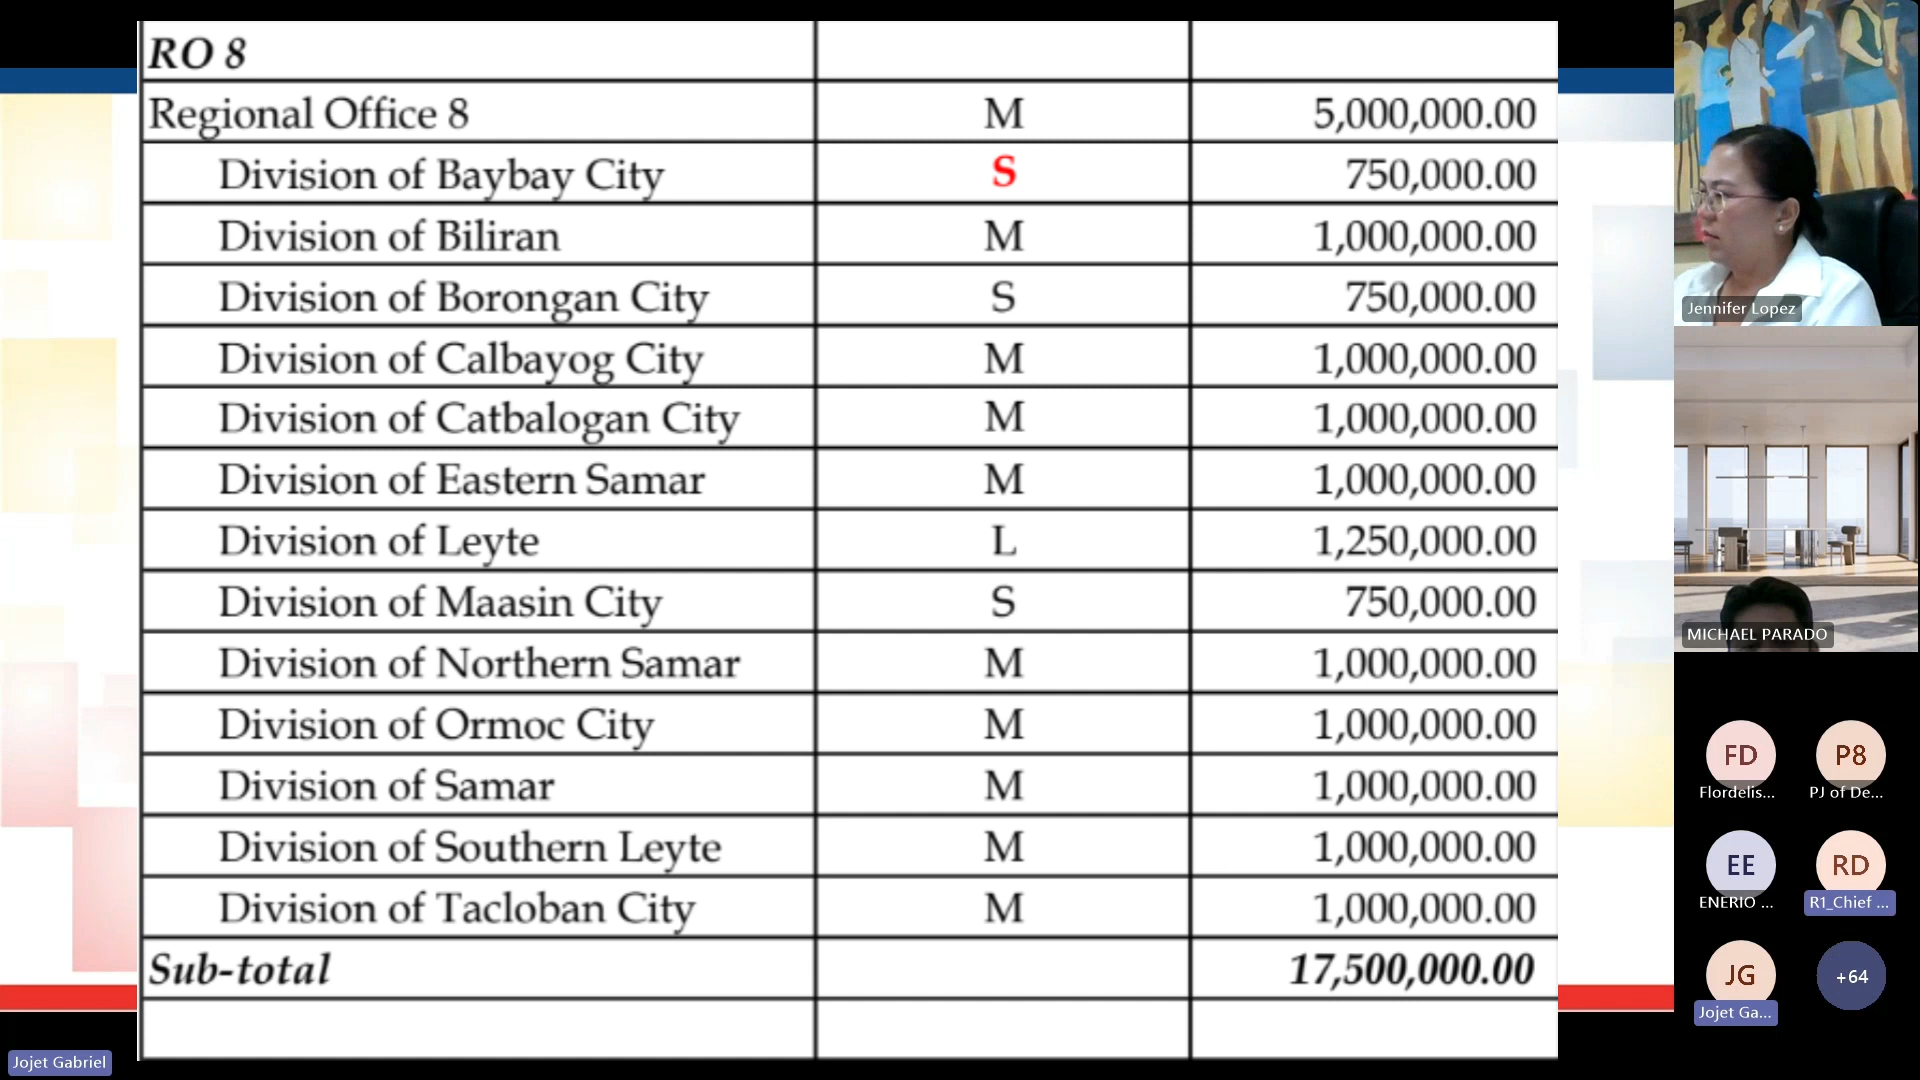 RO 8
Regional Office 8 M 5,000,000.00
Division of Baybay City S 750,000.00
Division of Biliran M 1,000,000.00
Division of Borongan City S 750,000.00
Division of Calbayog City M 1,000,000.00
Division of Catbalogan City M 1,000,000.00
Division of Eastern Samar M 1,000,000.00
Division of Leyte L 1,250,000.00
Division of Maasin City S 750,000.00
Division of Northern Samar M 1,000,000.00
Division of Ormoc City M 1,000,000.00
Division of Samar M 1,000,000.00
Division of Southern Leyte M 1,000,000.00
Division of Tacloban City M 1,000,000.00
Sub-total 17,500,000.00
Jojet Gabriel
Jennifer Lopez
MICHAEL PARADO
FD P8
Flordelis... PJ of De...
EE RD
ENERIO ... R1_Chief ...
JG +64
Jojet Ga...